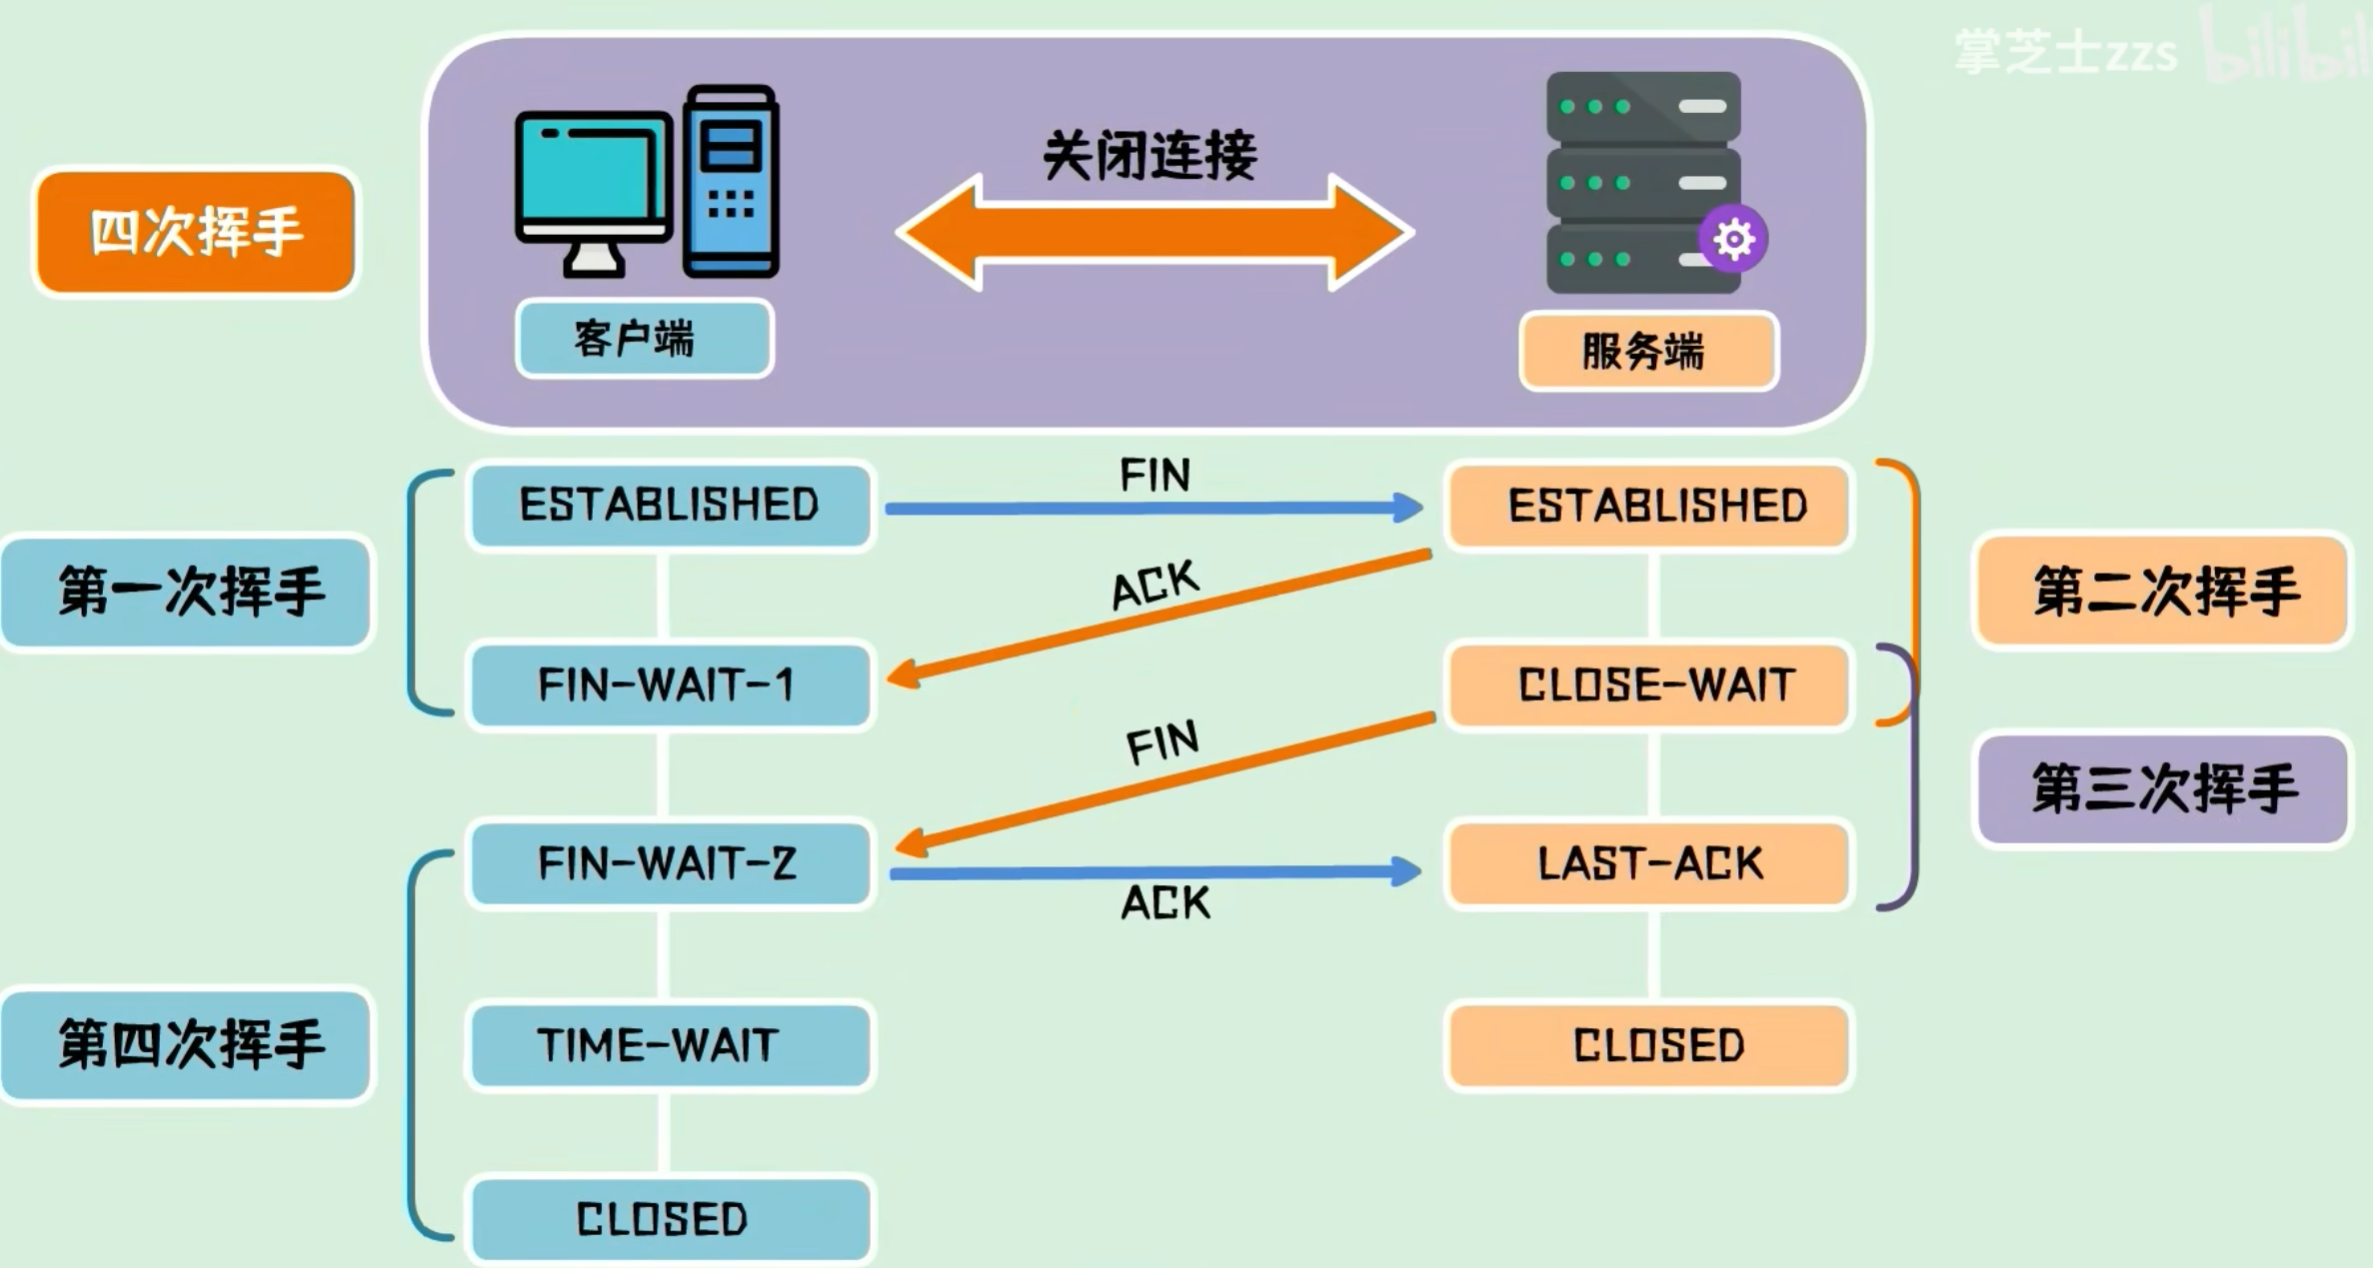 掌芝士zzs bilibili
四次挥手
关闭连接
客户端
服务端
ESTABLISHED
FIN
ESTABLISHED
第一次挥手
ACK
第二次挥手
FIN-WAIT-1
CLOSE-WAIT
FIN
第三次挥手
FIN-WAIT-2
LAST-ACK
ACK
第四次挥手
TIME-WAIT
CLOSED
CLOSED